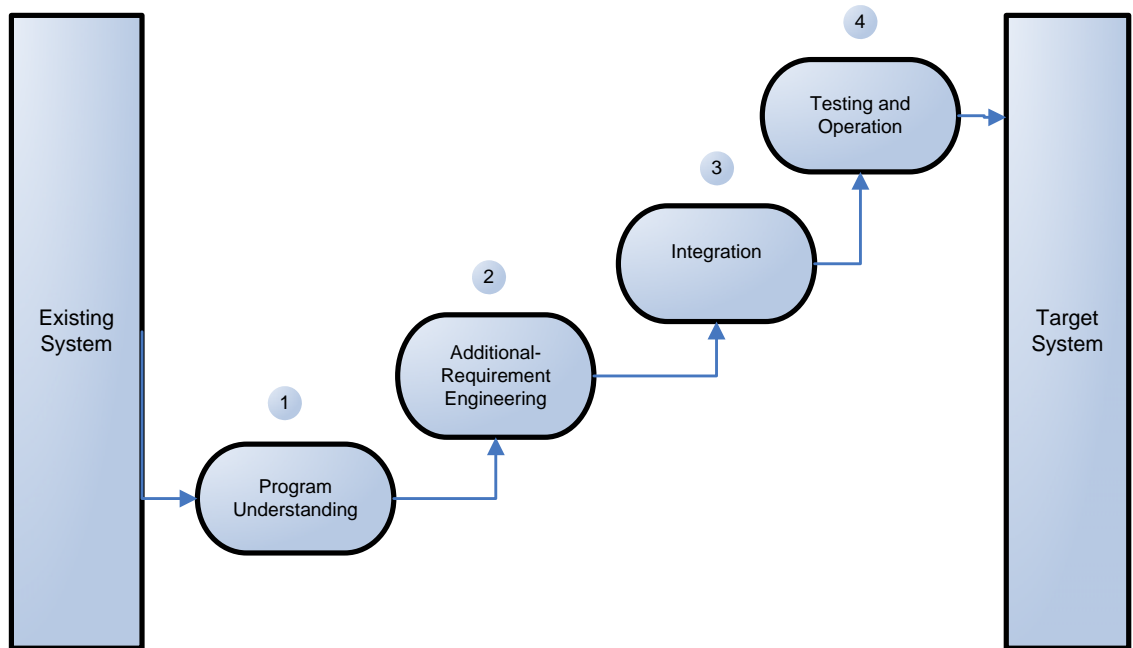 Existing
System
1
Program
Understanding
2
Additional-
Requirement
Engineering
3
Integration
4
Testing and
Operation
Target
System